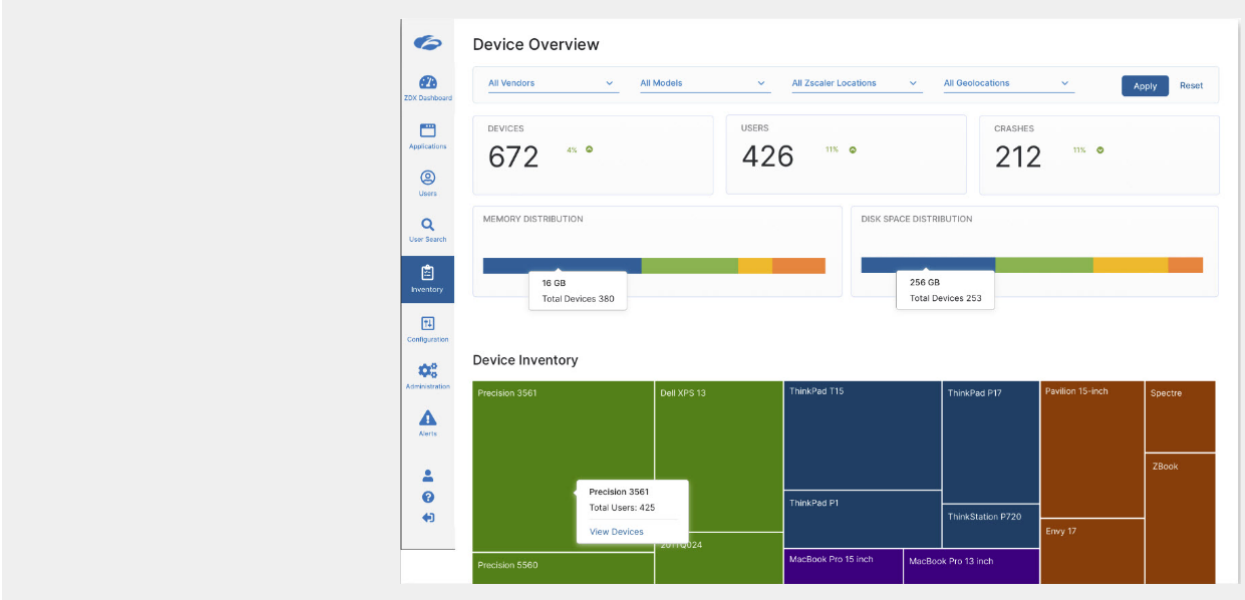 Device Overview
All Vendors
All Models
All Zscaler Locations
All Geolocations
Apply
Reset
ZDX Dashboard
Applications
Users
User Search
Inventory
Configuration
Administration
Alerts
DEVICES
672
4%
USERS
426
11%
CRASHES
212
11%
MEMORY DISTRIBUTION
16 GB
Total Devices 380
DISK SPACE DISTRIBUTION
256 GB
Total Devices 253
Device Inventory
Precision 3561
Dell XPS 13
ThinkPad T15
ThinkPad P17
Pavilion 15-inch
Spectre
ZBook
Precision 3561
Total Users: 425
View Devices
ThinkPad P1
ThinkStation P720
Envy 17
Precision 5560
MacBook Pro 15 inch
MacBook Pro 13 inch